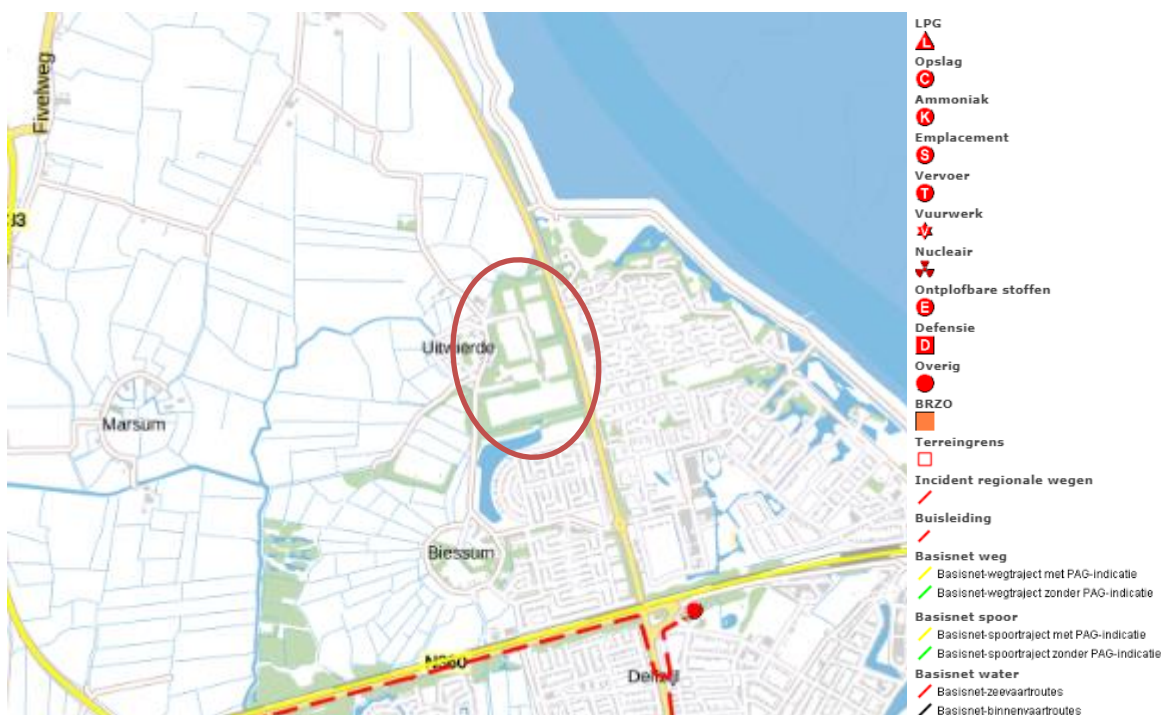 Fivelweg
N33
Uitwierde
Marsum
Biessum
N360
Delfzijl
LPG
L
Opslag
C
Ammoniak
K
Emplacement
S
Vervoer
T
Vuurwerk
V
Nucleair
Ontplofbare stoffen
E
Defensie
D
Overig
BRZO
Terreingrens
Incident regionale wegen
Buisleiding
Basisnet weg
Basisnet-wegtraject met PAG-indicatie
Basisnet-wegtraject zonder PAG-indicatie
Basisnet spoor
Basisnet-spoortraject met PAG-indicatie
Basisnet-spoortraject zonder PAG-indicatie
Basisnet water
Basisnet-zeevaartroutes
Basisnet-binnenvaartroutes